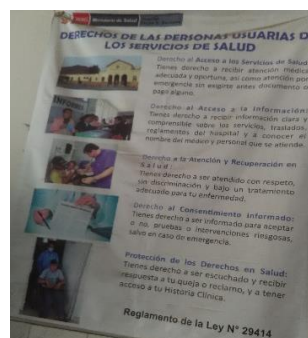 PERÚ Ministerio de Salud
DERECHOS DE LAS PERSONAS USUARIAS D
LOS SERVICIOS DE SALUD
Derecho al Acceso a los Servicios de Salud:
Tienes derecho a recibir atención médica
adecuada y oportuna, así como atención por
emergencia sin exigirte antes documento o
pago alguno.
Derecho al Acceso a la Información:
Tienes derecho a recibir información clara y
comprensible sobre los servicios, traslados,
reglamentos del hospital y a conocer el
nombre del médico y personal que te atiende.
Derecho a la Atención y Recuperación en
Salud:
Tienes derecho a ser atendido con respeto,
sin discriminación y bajo un tratamiento
adecuado para tu enfermedad.
Derecho al Consentimiento Informado:
Tienes derecho a ser informado para aceptar
o no, pruebas o intervenciones riesgosas,
salvo en caso de emergencia.
Protección de los Derechos en Salud:
Tienes derecho a ser escuchado y recibir
respuesta a tu queja o reclamo, y a tener
acceso a tu Historia Clínica.
Reglamento de la Ley N° 29414